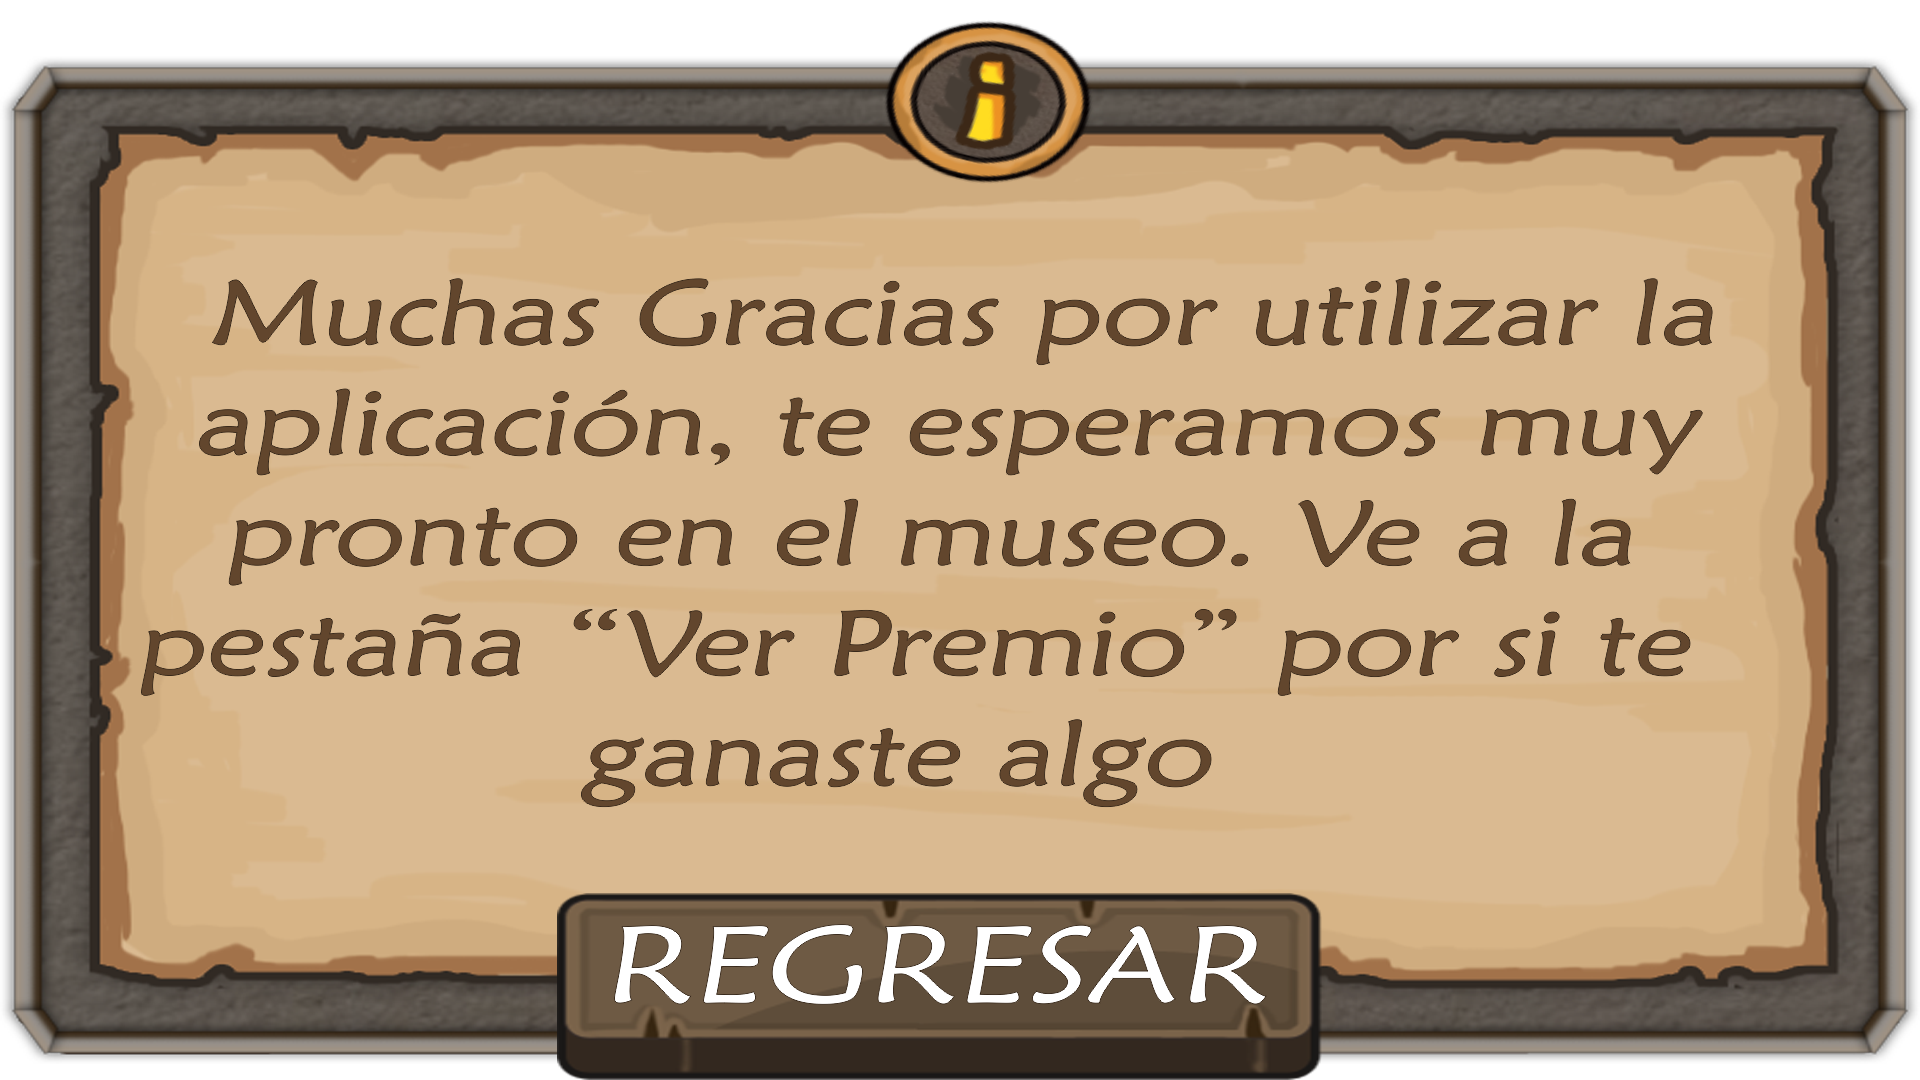 i
Muchas Gracias por utilizar la
aplicación, te esperamos muy
pronto en el museo. Ve a la
pestaña “Ver Premio” por si te
ganaste algo
REGRESAR